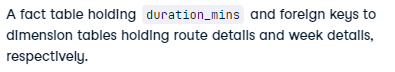 A fact table holding duration_mins and foreign keys to
dimension tables holding route details and week details,
respectively.